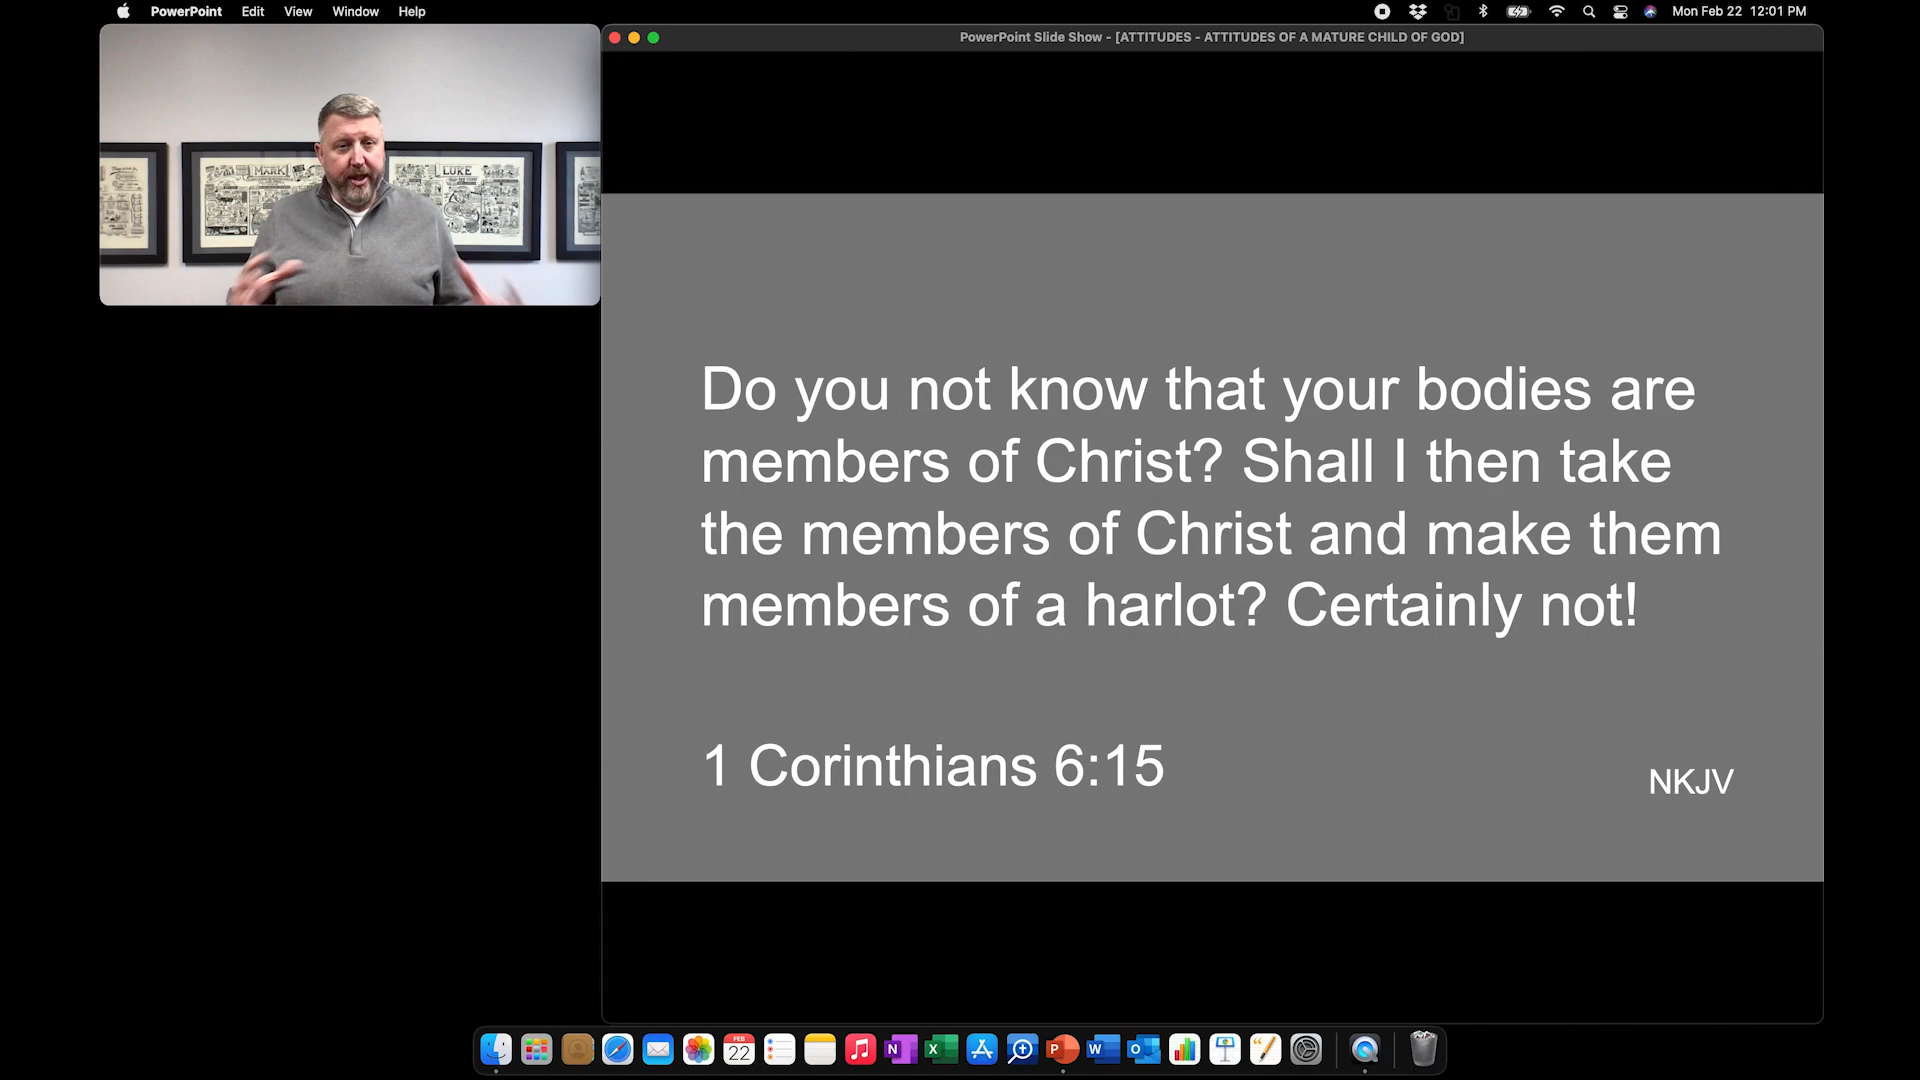 PowerPoint Edit View Window Help
Mon Feb 22 12:01 PM
PowerPoint Slide Show - [ATTITUDES - ATTITUDES OF A MATURE CHILD OF GOD]
MARK
LUKE
Do you not know that your bodies are
members of Christ? Shall I then take
the members of Christ and make them
members of a harlot? Certainly not!
1 Corinthians 6:15
NKJV
FEB
22
N
X
P
W
O